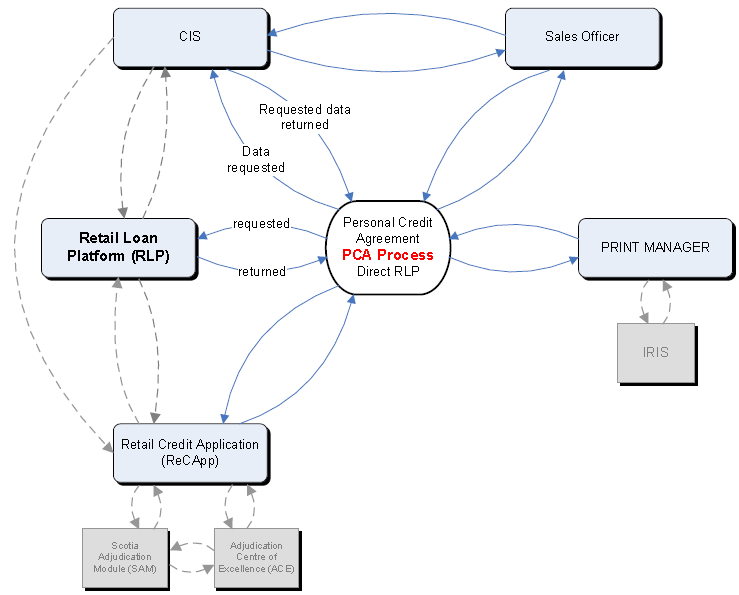 CIS
Sales Officer
Requested data
returned
Data
requested
Personal Credit
Agreement
PCA Process
Direct RLP
requested
returned
Retail Loan
Platform (RLP)
PRINT MANAGER
IRIS
Retail Credit Application
(ReCApp)
Scotia
Adjudication
Module (SAM)
Adjudication
Centre of
Excellence (ACE)